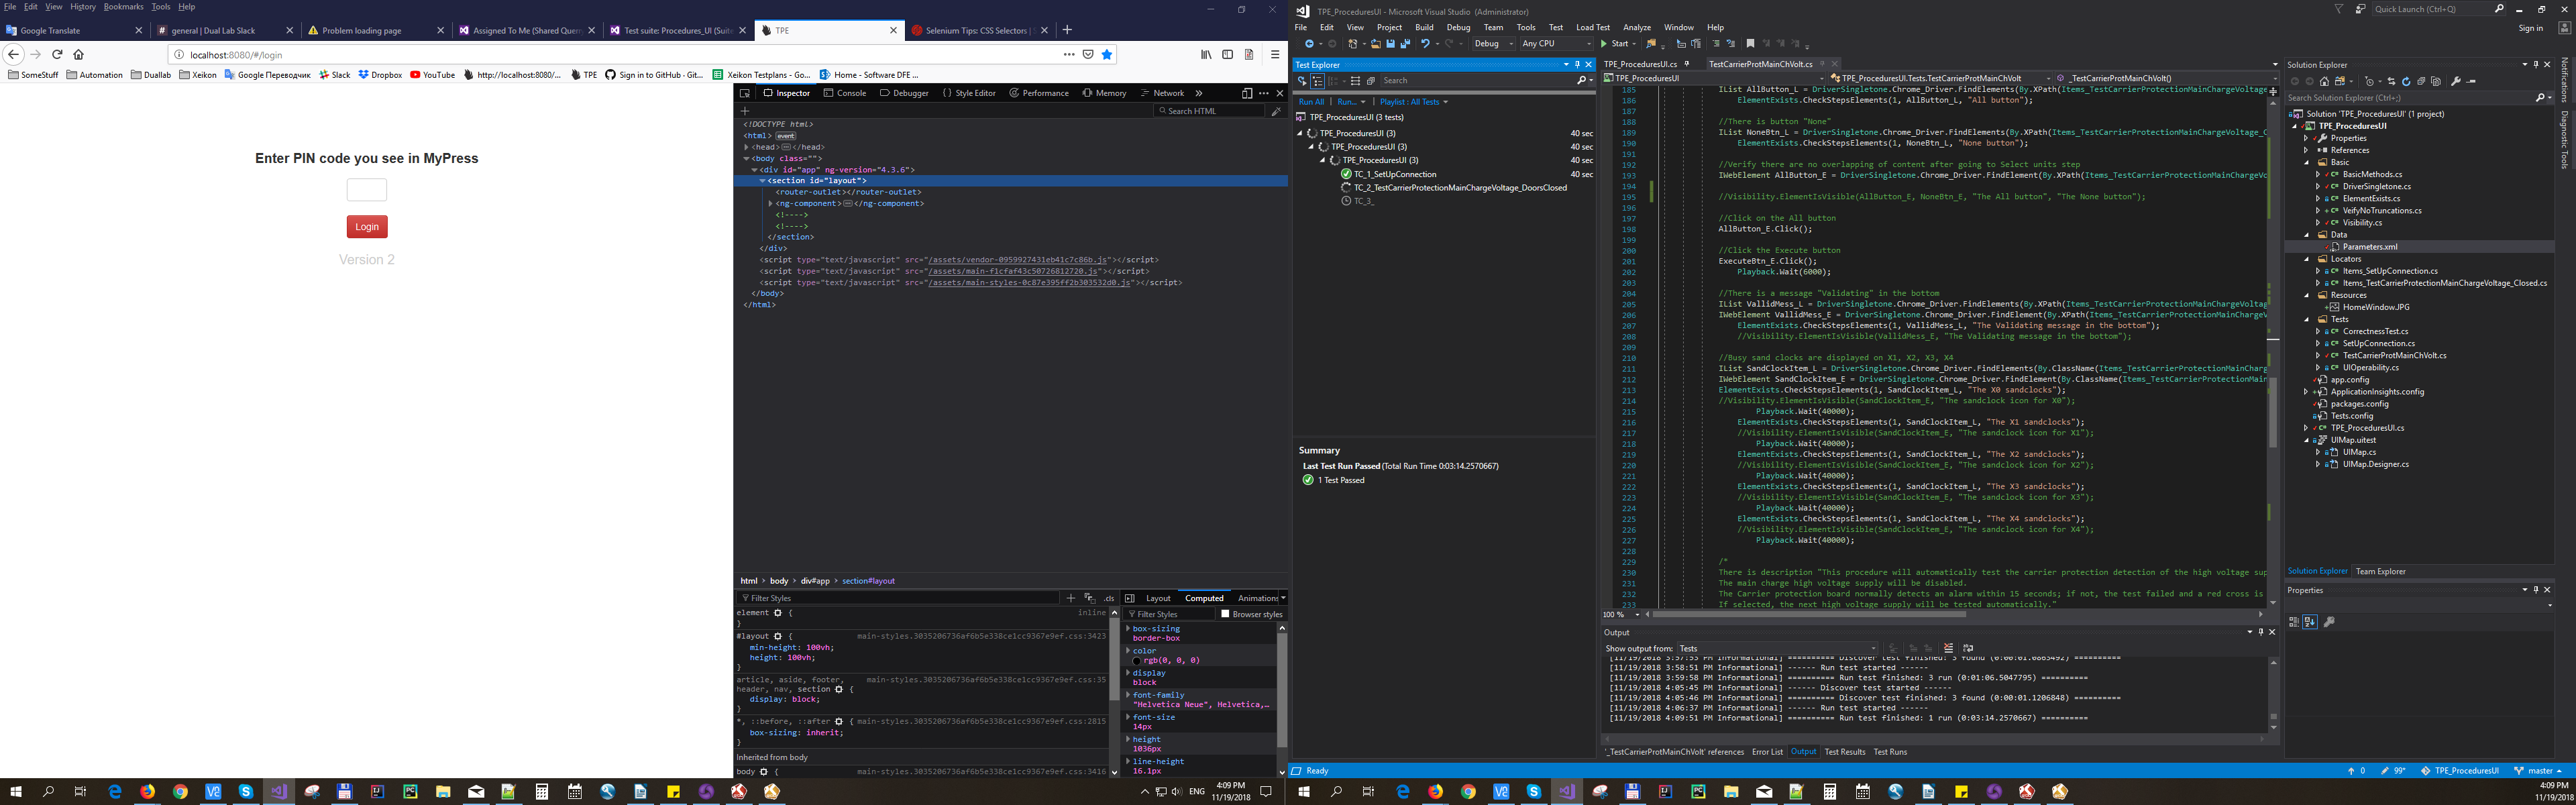 File Edit View History Bookmarks Tools Help
Google Translate
general | Dual Lab Slack
Problem loading page
Assigned To Me (Shared Query
Test suite: Procedures_UI (Suite
TPE
Selenium Tips: CSS Selectors | S
localhost:8080/#/login
SomeStuff Automation Duallab Xeikon Google Переводчик Slack Dropbox YouTube http://localhost:8080/... TPE Sign in to GitHub · Git... Xeikon Testplans - Go... Home - Software DFE ...
Enter PIN code you see in MyPress
Login
Version 2
Inspector Console Debugger Style Editor Performance Memory Network
Search HTML
<!DOCTYPE html>
<html> event
<head> </head>
<body class="">
<div id="app" ng-version="4.3.6">
<section id="layout">
<router-outlet></router-outlet>
<ng-component> </ng-component>
<!---->
<!---->
</section>
</div>
<script type="text/javascript" src="/assets/vendor-0959927431eb41c7c86b.js"></script>
<script type="text/javascript" src="/assets/main-f1cfaf43c50726812720.js"></script>
<script type="text/javascript" src="/assets/main-styles-0c87e395ff2b303532d0.js"></script>
</body>
</html>
html > body > div#app > section#layout
Filter Styles .cls
element { inline
}
#layout { main-styles.3035206736af6b5e338ce1cc9367e9ef.css:3423
min-height: 100vh;
height: 100vh;
}
article, aside, footer, main-styles.3035206736af6b5e338ce1cc9367e9ef.css:35
header, nav, section {
display: block;
}
*, ::before, ::after { main-styles.3035206736af6b5e338ce1cc9367e9ef.css:2815
box-sizing: inherit;
}
Inherited from body
body { main-styles.3035206736af6b5e338ce1cc9367e9ef.css:3416
Layout Computed Animations
Filter Styles Browser styles
box-sizing
border-box
color
rgb(0, 0, 0)
display
block
font-family
"Helvetica Neue", Helvetica,...
font-size
14px
height
1036px
line-height
16.1px
ENG
4:09 PM
11/19/2018
TPE_ProceduresUI - Microsoft Visual Studio (Administrator)
Quick Launch (Ctrl+Q)
File Edit View Project Build Debug Team Tools Test Load Test Analyze Window Help
Sign in
Debug Any CPU Start
Test Explorer
Search
Run All Run... Playlist : All Tests
TPE_ProceduresUI (3 tests)
TPE_ProceduresUI (3) 40 sec
TPE_ProceduresUI (3) 40 sec
TPE_ProceduresUI (3) 40 sec
TC_1_SetUpConnection 40 sec
TC_2_TestCarrierProtectionMainChargeVoltage_DoorsClosed
TC_3_
Summary
Last Test Run Passed (Total Run Time 0:03:14.2570667)
1 Test Passed
TPE_ProceduresUI.cs TestCarrierProtMainChVolt.cs
TPE_ProceduresUI TPE_ProceduresUI.Tests.TestCarrierProtMainChVolt _TestCarrierProtMainChVolt()
185 IList AllButton_L = DriverSingletone.Chrome_Driver.FindElements(By.XPath(Items_TestCarrierProtectionMainChargeVoltage
186 ElementExists.CheckStepsElements(1, AllButton_L, "All button");
187
188 //There is button "None"
189 IList NoneBtn_L = DriverSingletone.Chrome_Driver.FindElements(By.XPath(Items_TestCarrierProtectionMainChargeVoltage_C
190 ElementExists.CheckStepsElements(1, NoneBtn_L, "None button");
191
192 //Verify there are no overlapping of content after going to Select units step
193 IWebElement AllButton_E = DriverSingletone.Chrome_Driver.FindElement(By.XPath(Items_TestCarrierProtectionMainChargeVo
194
195 //Visibility.ElementIsVisible(AllButton_E, NoneBtn_E, "The All button", "The None button");
196
197 //Click on the All button
198 AllButton_E.Click();
199
200 //Click the Execute button
201 ExecuteBtn_E.Click();
202 Playback.Wait(6000);
203
204 //There is a message "Validating" in the bottom
205 IList VallidMess_L = DriverSingletone.Chrome_Driver.FindElements(By.XPath(Items_TestCarrierProtectionMainChargeVoltag
206 IWebElement VallidMess_E = DriverSingletone.Chrome_Driver.FindElement(By.XPath(Items_TestCarrierProtectionMainChargeV
207 ElementExists.CheckStepsElements(1, VallidMess_L, "The Validating message in the bottom");
208 //Visibility.ElementIsVisible(VallidMess_E, "The Validating message in the bottom");
209
210 //Busy sand clocks are displayed on X1, X2, X3, X4
211 IList SandClockItem_L = DriverSingletone.Chrome_Driver.FindElements(By.ClassName(Items_TestCarrierProtectionMainCharg
212 IWebElement SandClockItem_E = DriverSingletone.Chrome_Driver.FindElement(By.ClassName(Items_TestCarrierProtectionMain
213 ElementExists.CheckStepsElements(1, SandClockItem_L, "The X0 sandclocks");
214 //Visibility.ElementIsVisible(SandClockItem_E, "The sandclock icon for X0");
215 Playback.Wait(40000);
216 ElementExists.CheckStepsElements(1, SandClockItem_L, "The X1 sandclocks");
217 //Visibility.ElementIsVisible(SandClockItem_E, "The sandclock icon for X1");
218 Playback.Wait(40000);
219 ElementExists.CheckStepsElements(1, SandClockItem_L, "The X2 sandclocks");
220 //Visibility.ElementIsVisible(SandClockItem_E, "The sandclock icon for X2");
221 Playback.Wait(40000);
222 ElementExists.CheckStepsElements(1, SandClockItem_L, "The X3 sandclocks");
223 //Visibility.ElementIsVisible(SandClockItem_E, "The sandclock icon for X3");
224 Playback.Wait(40000);
225 ElementExists.CheckStepsElements(1, SandClockItem_L, "The X4 sandclocks");
226 //Visibility.ElementIsVisible(SandClockItem_E, "The sandclock icon for X4");
227 Playback.Wait(40000);
228
229 /*
230 There is description "This procedure will automatically test the carrier protection detection of the high voltage sup
231 The main charge high voltage supply will be disabled.
232 The Carrier protection board normally detects an alarm within 15 seconds; if not, the test failed and a red cross is
233 If selected, the next high voltage supply will be tested automatically."
100 %
Output
Show output from: Tests
[11/19/2018 3:57:53 PM Informational] ========== Discover test finished: 3 found (0:00:01.0863492) ==========
[11/19/2018 3:58:51 PM Informational] ------ Run test started ------
[11/19/2018 3:59:58 PM Informational] ========== Run test finished: 3 run (0:01:06.5047795) ==========
[11/19/2018 4:05:45 PM Informational] ------ Discover test started ------
[11/19/2018 4:05:46 PM Informational] ========== Discover test finished: 3 found (0:00:01.1206848) ==========
[11/19/2018 4:06:37 PM Informational] ------ Run test started ------
[11/19/2018 4:09:51 PM Informational] ========== Run test finished: 1 run (0:03:14.2570667) ==========
'_TestCarrierProtMainChVolt' references Error List Output Test Results Test Runs
Solution Explorer
Search Solution Explorer (Ctrl+;)
Solution 'TPE_ProceduresUI' (1 project)
TPE_ProceduresUI
Properties
References
Basic
BasicMethods.cs
DriverSingletone.cs
ElementExists.cs
VeifyNoTruncations.cs
Visibility.cs
Data
Parameters.xml
Locators
Items_SetUpConnection.cs
Items_TestCarrierProtectionMainChargeVoltage_Closed.cs
Resources
HomeWindow.JPG
Tests
CorrectnessTest.cs
SetUpConnection.cs
TestCarrierProtMainChVolt.cs
UIOperability.cs
app.config
ApplicationInsights.config
packages.config
Tests.config
TPE_ProceduresUI.cs
UIMap.uitest
UIMap.cs
UIMap.Designer.cs
Solution Explorer Team Explorer
Properties
Notifications
Diagnostic Tools
Ready
0 99* TPE_ProceduresUI master
4:09 PM
11/19/2018